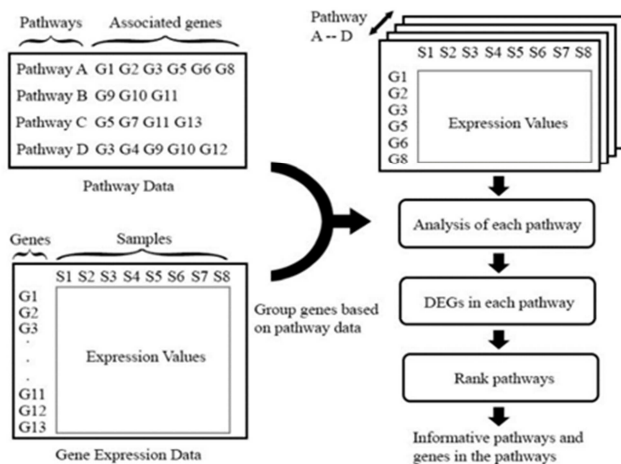 Pathways Associated genes
Pathway A G1 G2 G3 G5 G6 G8
Pathway B G9 G10 G11
Pathway C G5 G7 G11 G13
Pathway D G3 G4 G9 G10 G12
Pathway Data
Genes Samples
S1 S2 S3 S4 S5 S6 S7 S8
G1
G2
G3
.
.
.
G11
G12
G13
Expression Values
Gene Expression Data
Group genes based
on pathway data
Pathway
A -- D
S1 S2 S3 S4 S5 S6 S7 S8
G1
G2
G3
G5
G6
G8
Expression Values
Analysis of each pathway
DEGs in each pathway
Rank pathways
Informative pathways and
genes in the pathways